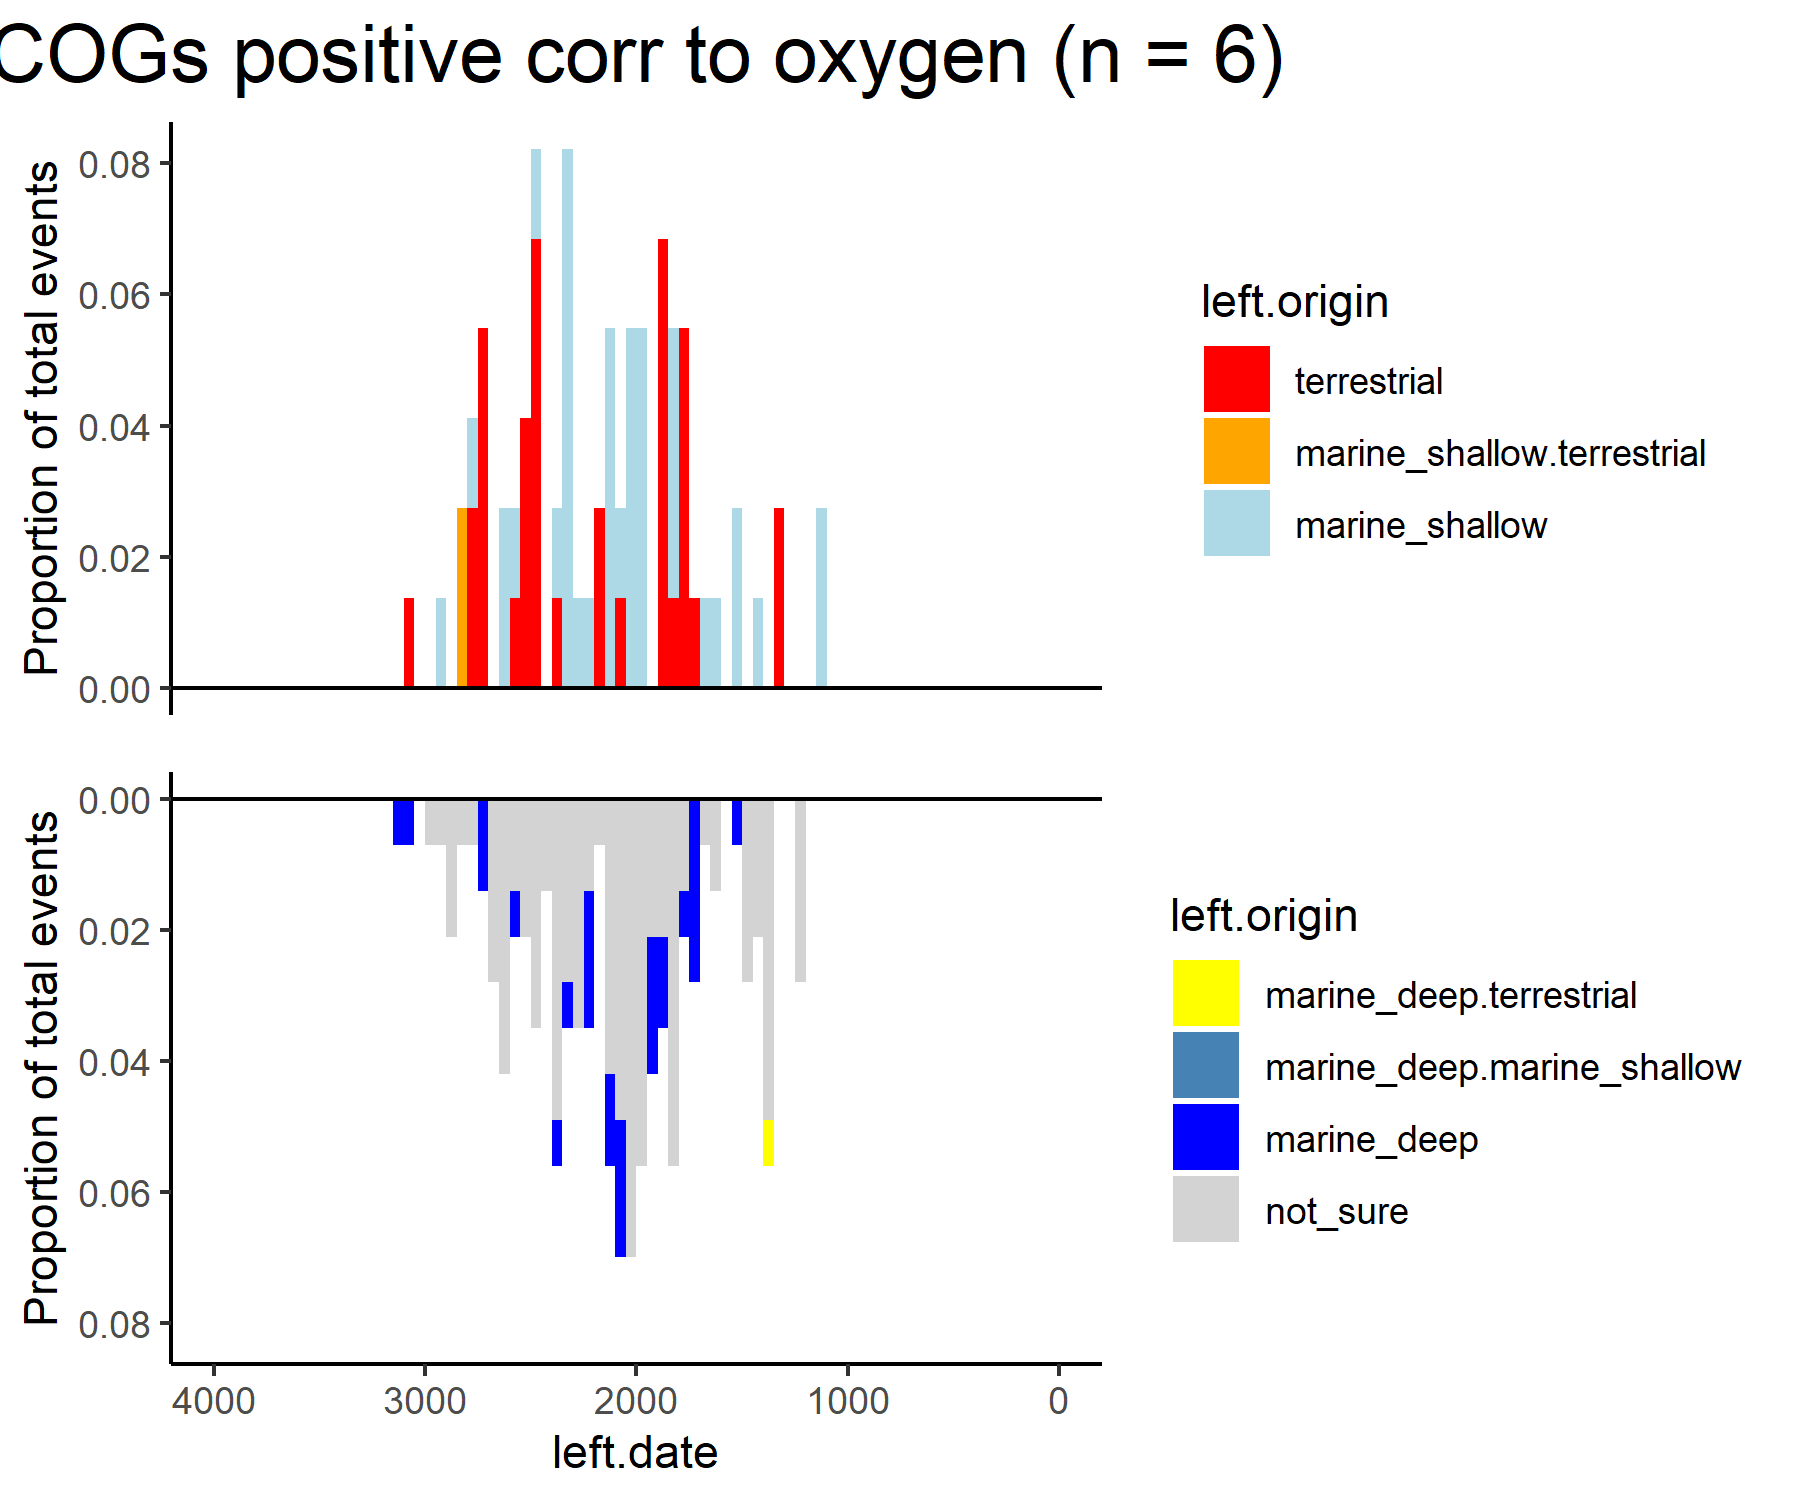 COGs positive corr to oxygen (n = 6)
Proportion of total events
0.08
0.06
0.04
0.02
0.00
left.origin
terrestrial
marine_shallow.terrestrial
marine_shallow
Proportion of total events
0.00
0.02
0.04
0.06
0.08
4000 3000 2000 1000 0
left.date
left.origin
marine_deep.terrestrial
marine_deep.marine_shallow
marine_deep
not_sure